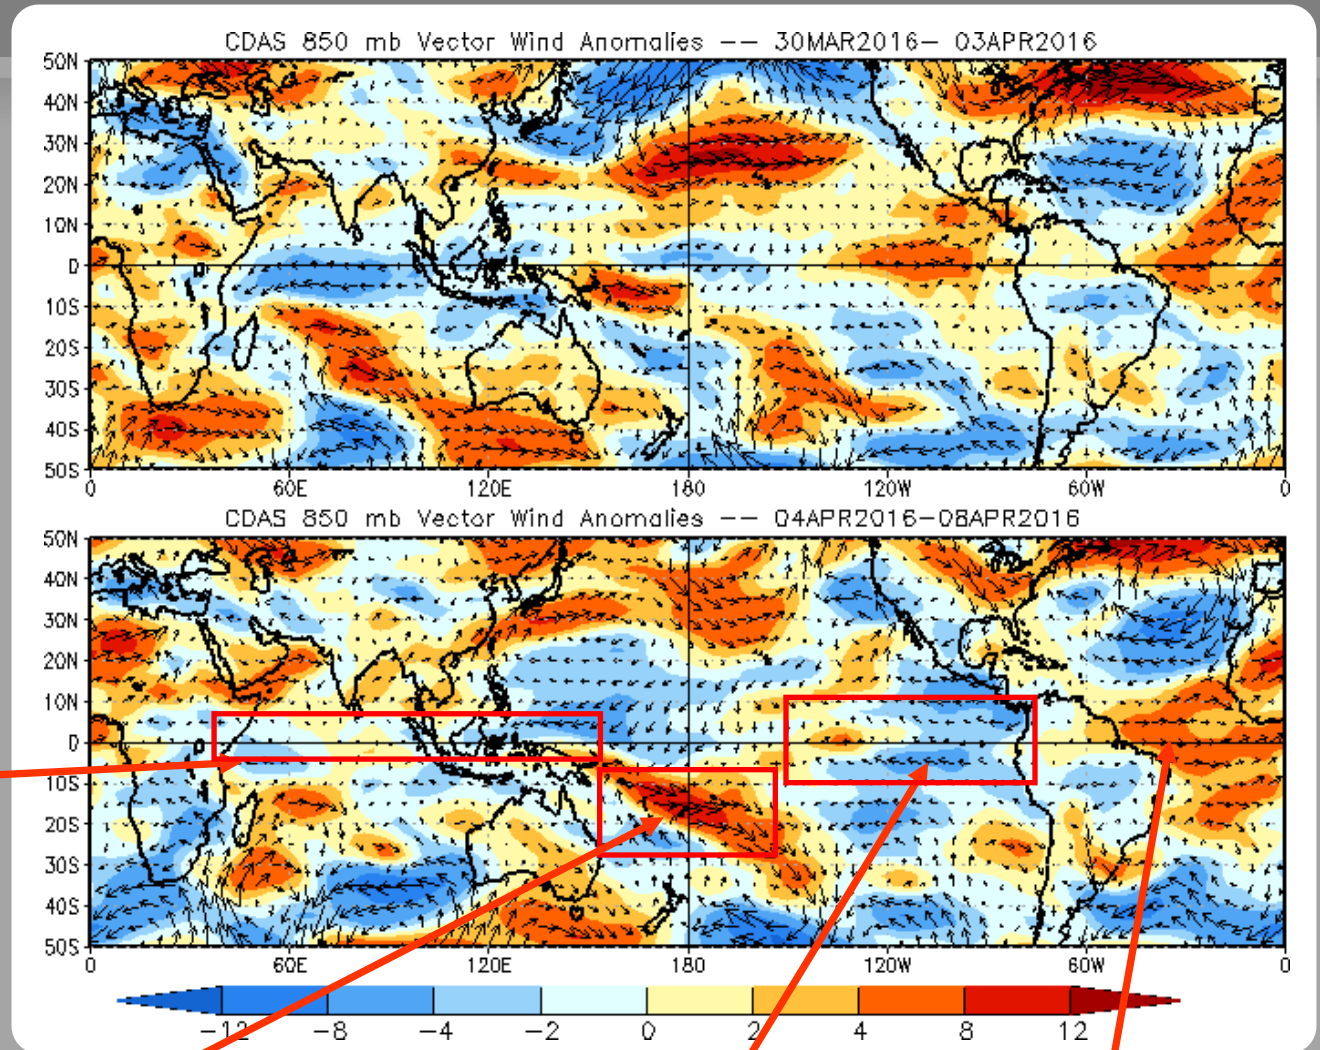 CDAS 850 mb Vector Wind Anomalies -- 30MAR2016- 03APR2016
50N
40N
30N
20N
10N
0
10S
20S
30S
40S
50S
0 60E 120E 180 120W 60W 0
CDAS 850 mb Vector Wind Anomalies -- 04APR2016-08APR2016
50N
40N
30N
20N
10N
0
10S
20S
30S
40S
50S
0 60E 120E 180 120W 60W 0
-12 -8 -4 -2 0 2 4 8 12